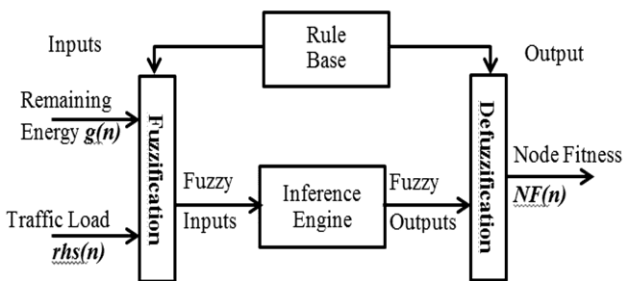 Inputs
Rule
Base
Output
Remaining
Energy g(n)
Traffic Load
rhs(n)
Fuzzification
Fuzzy
Inputs
Inference
Engine
Fuzzy
Outputs
Defuzzification
Node Fitness
NF(n)